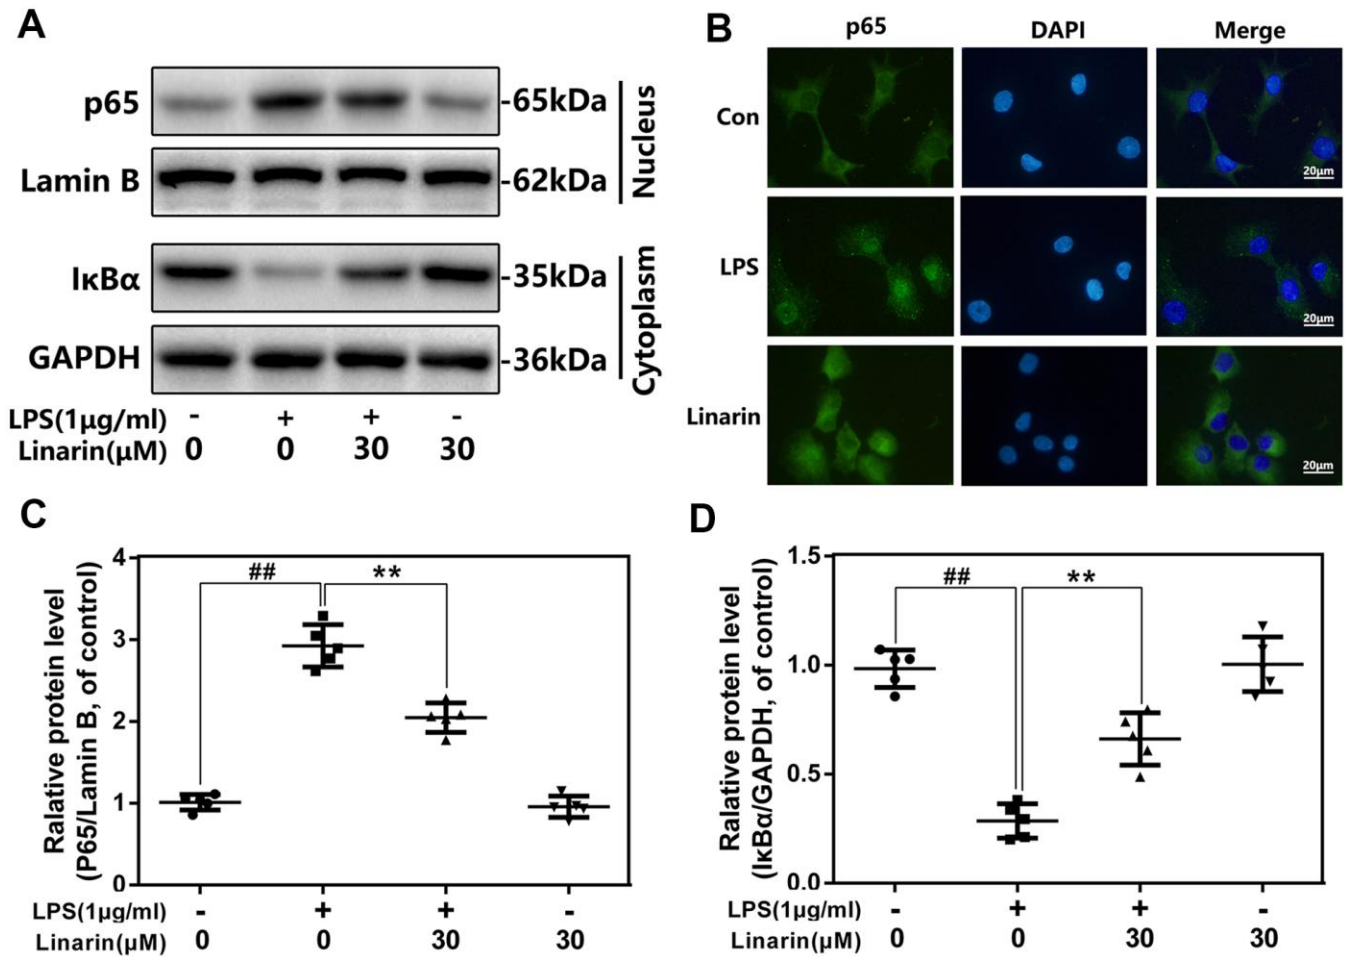 A
p65
-65kDa
Lamin B
-62kDa
Nucleus
IκBα
-35kDa
GAPDH
-36kDa
Cytoplasm
LPS(1μg/ml) - + + -
Linarin(μM) 0 0 30 30
B
p65 DAPI Merge
Con
20μm
LPS
20μm
Linarin
20μm
C
Ralative protein level
(P65/Lamin B, of control)
4
3
2
1
0
## **
LPS(1μg/ml) - + + -
Linarin(μM) 0 0 30 30
D
Ralative protein level
(IκBα/GAPDH, of control)
1.5
1.0
0.5
0.0
## **
LPS(1μg/ml) - + + -
Linarin(μM) 0 0 30 30